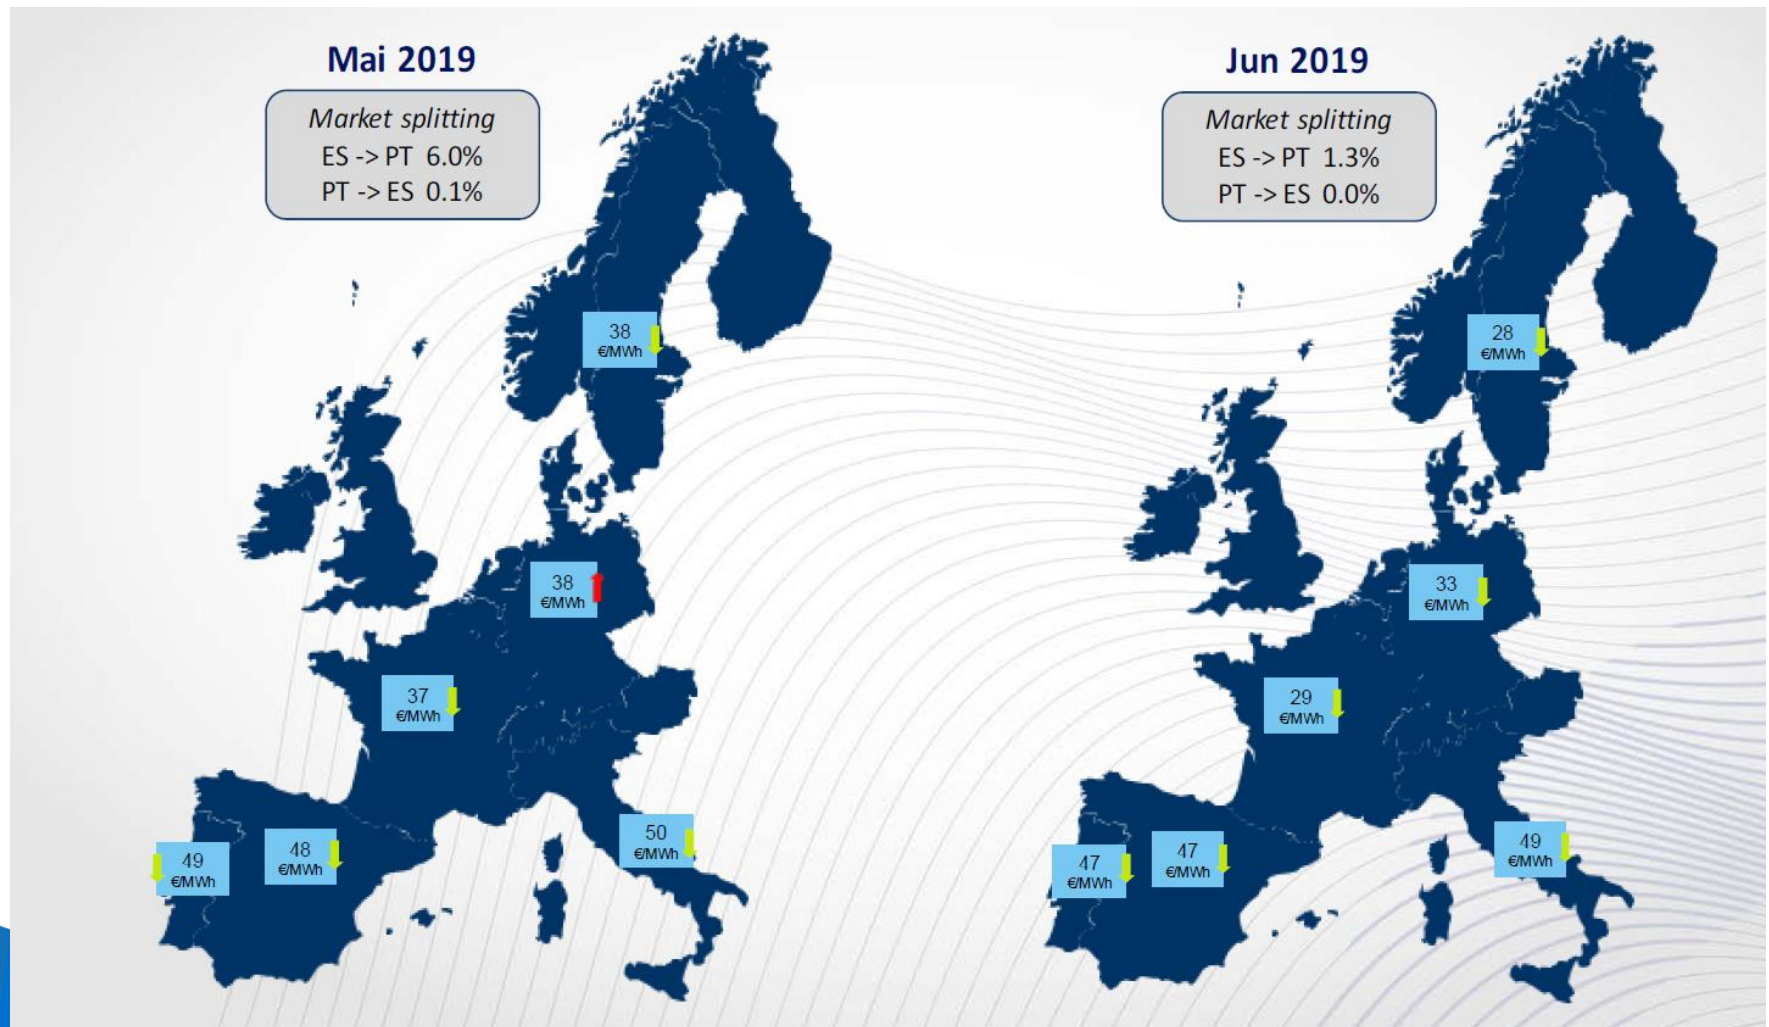 Mai 2019
Market splitting
ES -> PT 6.0%
PT -> ES 0.1%
38
€/MWh
38
€/MWh
37
€/MWh
50
€/MWh
48
€/MWh
49
€/MWh
Jun 2019
Market splitting
ES -> PT 1.3%
PT -> ES 0.0%
28
€/MWh
33
€/MWh
29
€/MWh
49
€/MWh
47
€/MWh
47
€/MWh